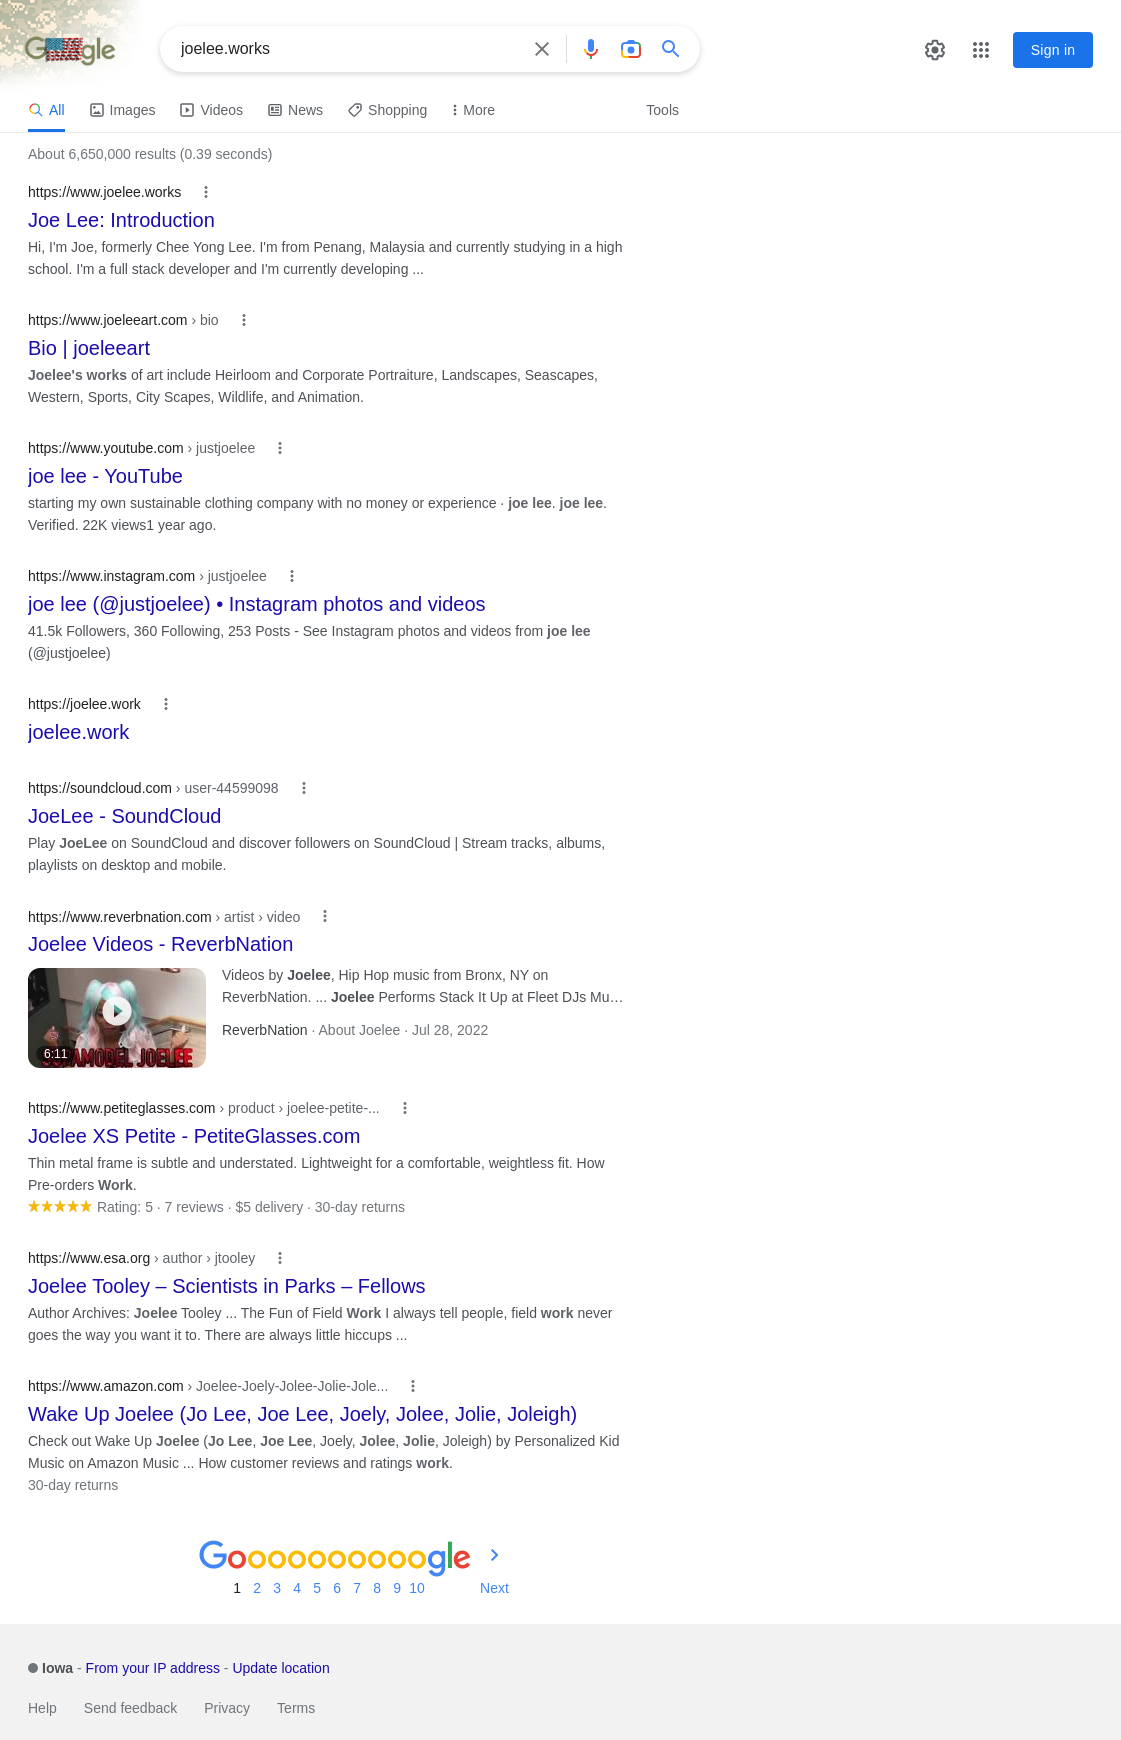 Google
joelee.works
Sign in
All Images Videos News Shopping More Tools
About 6,650,000 results (0.39 seconds)
https://www.joelee.works
Joe Lee: Introduction
Hi, I'm Joe, formerly Chee Yong Lee. I'm from Penang, Malaysia and currently studying in a high
school. I'm a full stack developer and I'm currently developing ...
https://www.joeleeart.com › bio
Bio | joeleeart
Joelee's works of art include Heirloom and Corporate Portraiture, Landscapes, Seascapes,
Western, Sports, City Scapes, Wildlife, and Animation.
https://www.youtube.com › justjoelee
joe lee - YouTube
starting my own sustainable clothing company with no money or experience · joe lee. joe lee.
Verified. 22K views1 year ago.
https://www.instagram.com › justjoelee
joe lee (@justjoelee) • Instagram photos and videos
41.5k Followers, 360 Following, 253 Posts - See Instagram photos and videos from joe lee
(@justjoelee)
https://joelee.work
joelee.work
https://soundcloud.com › user-44599098
JoeLee - SoundCloud
Play JoeLee on SoundCloud and discover followers on SoundCloud | Stream tracks, albums,
playlists on desktop and mobile.
https://www.reverbnation.com › artist › video
Joelee Videos - ReverbNation
Videos by Joelee, Hip Hop music from Bronx, NY on
ReverbNation. ... Joelee Performs Stack It Up at Fleet DJs Mu…
ReverbNation · About Joelee · Jul 28, 2022
6:11
JOELEE
https://www.petiteglasses.com › product › joelee-petite-...
Joelee XS Petite - PetiteGlasses.com
Thin metal frame is subtle and understated. Lightweight for a comfortable, weightless fit. How
Pre-orders Work.
Rating: 5 · 7 reviews · $5 delivery · 30-day returns
https://www.esa.org › author › jtooley
Joelee Tooley – Scientists in Parks – Fellows
Author Archives: Joelee Tooley ... The Fun of Field Work I always tell people, field work never
goes the way you want it to. There are always little hiccups ...
https://www.amazon.com › Joelee-Joely-Jolee-Jolie-Jole...
Wake Up Joelee (Jo Lee, Joe Lee, Joely, Jolee, Jolie, Joleigh)
Check out Wake Up Joelee (Jo Lee, Joe Lee, Joely, Jolee, Jolie, Joleigh) by Personalized Kid
Music on Amazon Music ... How customer reviews and ratings work.
30-day returns
Goooooooooogle
1 2 3 4 5 6 7 8 9 10 Next
Iowa - From your IP address - Update location
Help Send feedback Privacy Terms